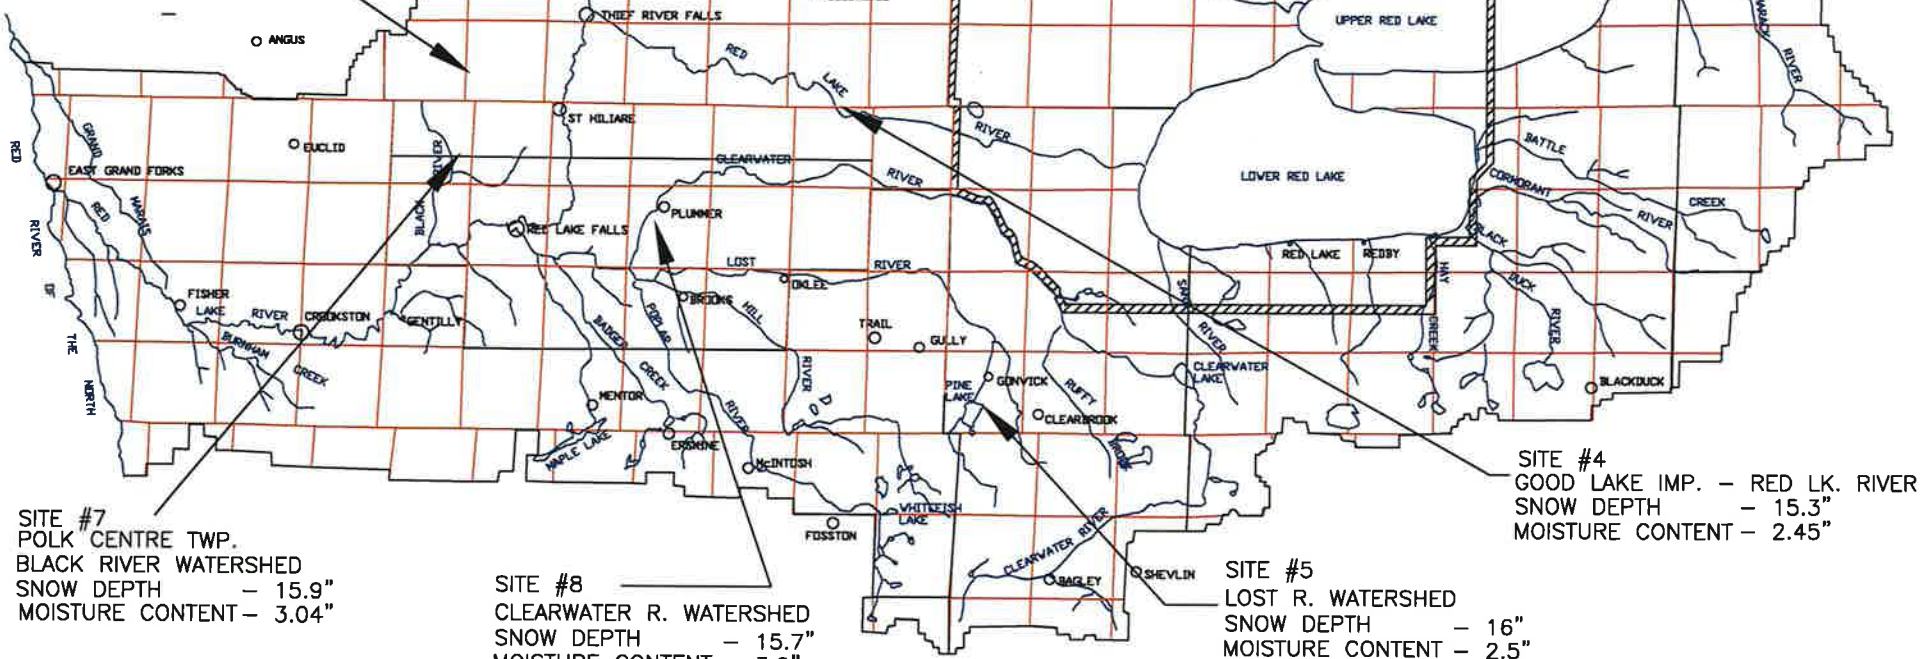 THIEF RIVER FALLS
UPPER RED LAKE
ANGUS
RED
LAKE
RIVER
RIVER
ST HILIARE
RIVER
GRAND
MARAIS
EUCLID
RED
EAST GRAND FORKS
RED
RIVER
OF
THE
NORTH
CLEARWATER
RIVER
BLACK
LOWER RED LAKE
BATTLE
CORMORANT
RIVER
CREEK
PLUNNER
RED LAKE FALLS
BLACK
DUCK
RIVER
LOST
RIVER
RED LAKE
REDBY
HAY
CREEK
OKLEE
BROOKS
HILL
RIVER
POPLAR
RIVER
SAND
RIVER
FISHER
LAKE
RIVER
CROOKSTON
GENTILLY
BADGER
CREEK
TRAIL
GULLY
BURNHAM
CREEK
CLEARWATER
LAKE
GONVICK
PINE
LAKE
RUFFY
BROOK
BLACKDUCK
MENTOR
CLEARBROOK
ERSKINE
MAPLE LAKE
McINTOSH
WHITEFISH
LAKE
FOSSTON
CLEARWATER RIVER
BAGLEY
SHEVLIN
SITE #7
POLK CENTRE TWP.
BLACK RIVER WATERSHED
SNOW DEPTH - 15.9"
MOISTURE CONTENT - 3.04"
SITE #8
CLEARWATER R. WATERSHED
SNOW DEPTH - 15.7"
MOISTURE CONTENT
SITE #5
LOST R. WATERSHED
SNOW DEPTH - 16"
MOISTURE CONTENT - 2.5"
SITE #4
GOOD LAKE IMP. - RED LK. RIVER
SNOW DEPTH - 15.3"
MOISTURE CONTENT - 2.45"